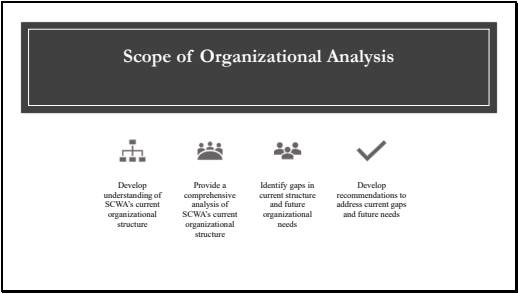 Scope of Organizational Analysis
Develop
understanding of
SCWA's current
organizational
structure
Provide a
comprehensive
analysis of
SCWA's current
organizational
structure
Identify gaps in
current structure
and future
organizational
needs
Develop
recommendations to
address current gaps
and future needs